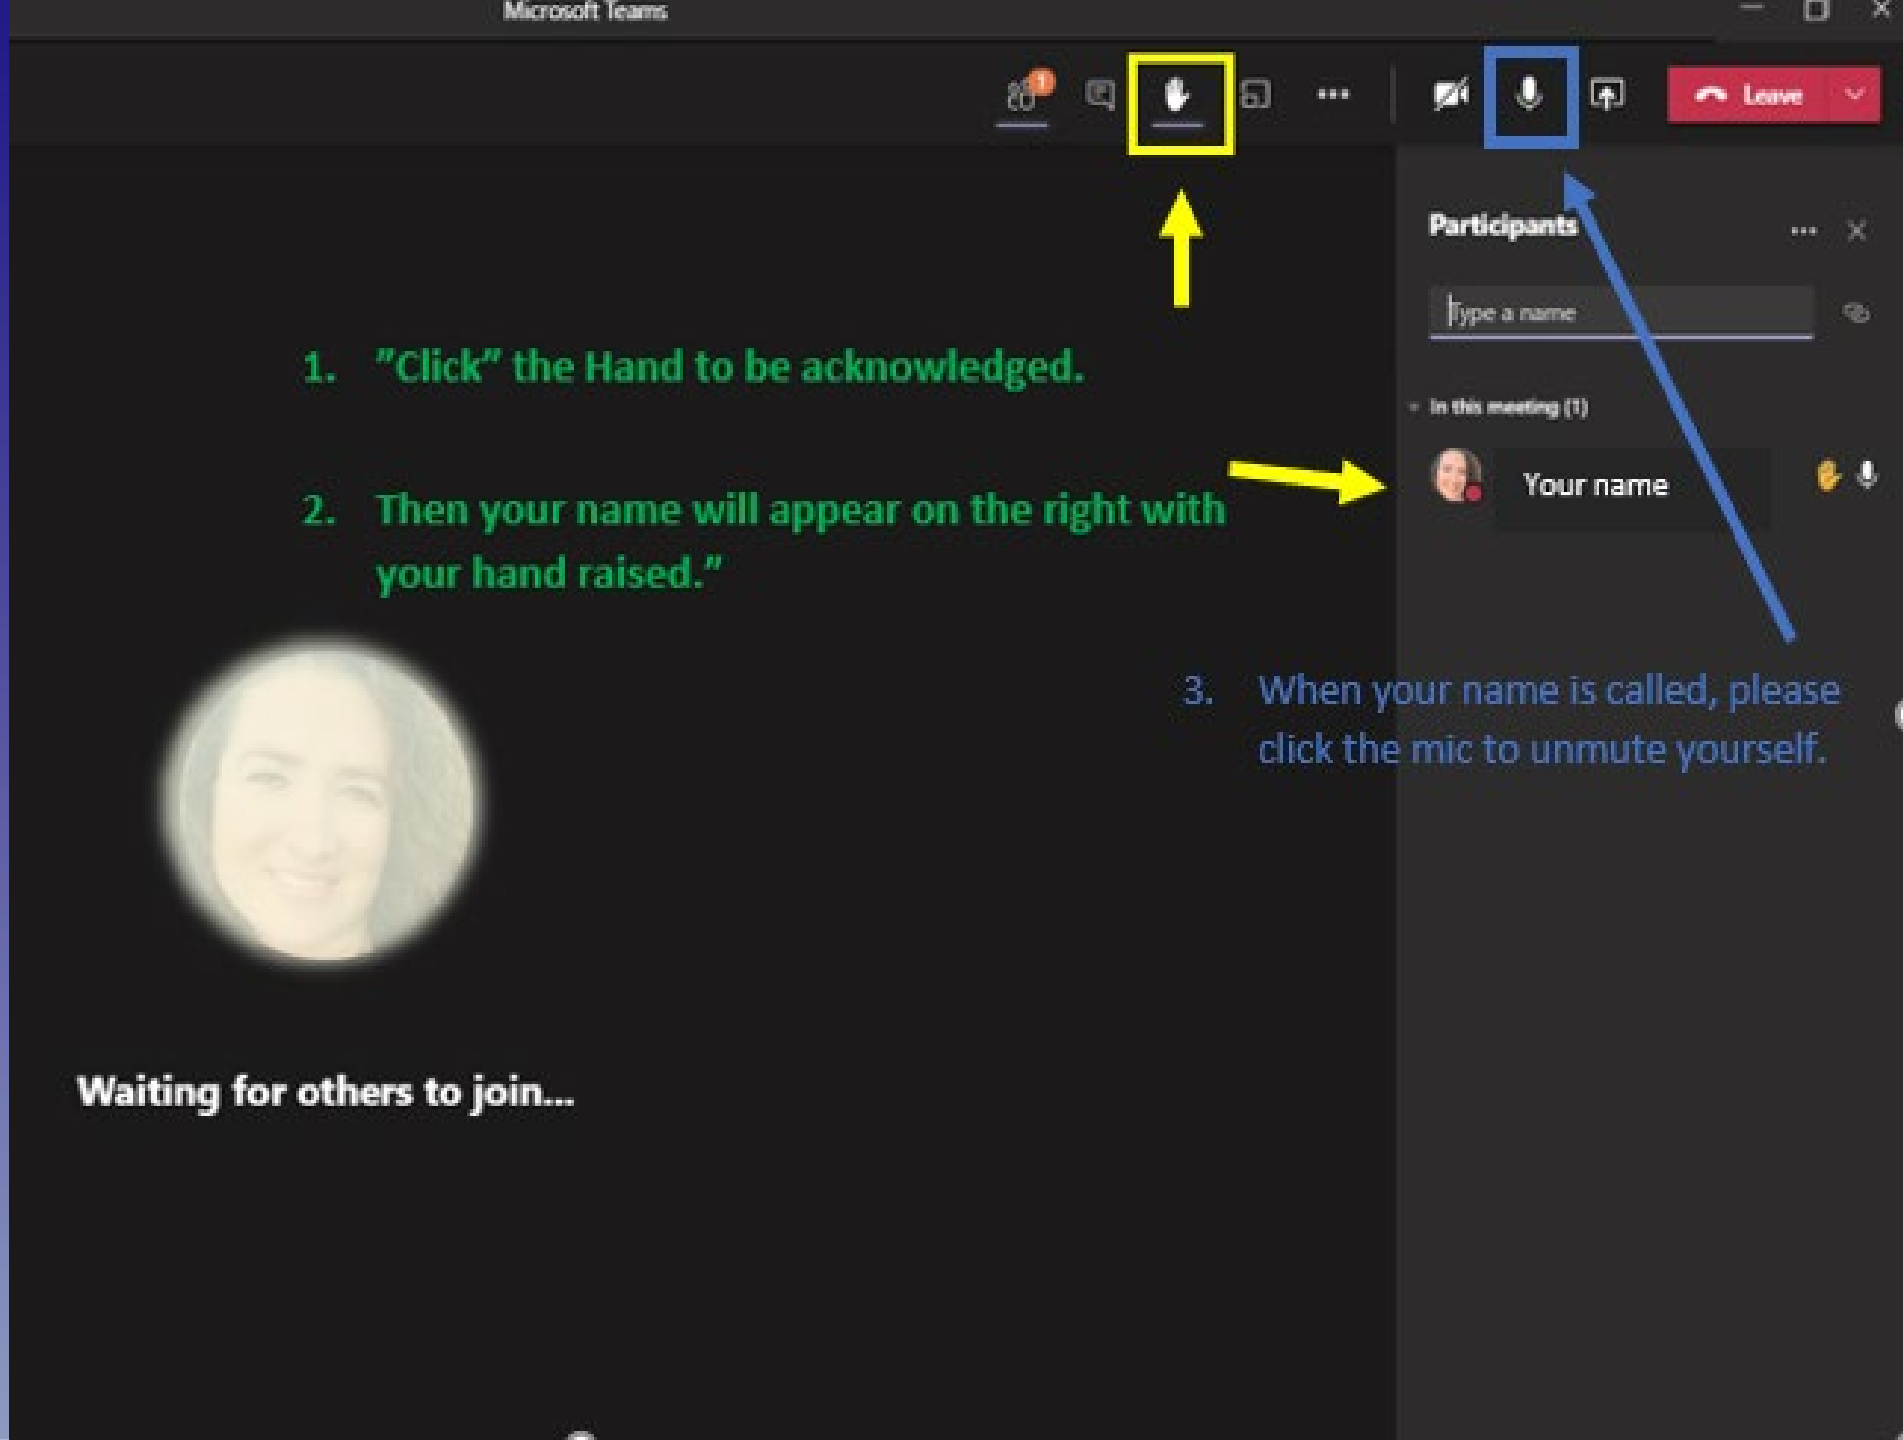 Microsoft Teams
1
Leave
Participants
Type a name
In this meeting (1)
Your name
1. "Click" the Hand to be acknowledged.
2. Then your name will appear on the right with
your hand raised."
3. When your name is called, please
click the mic to unmute yourself.
Waiting for others to join...